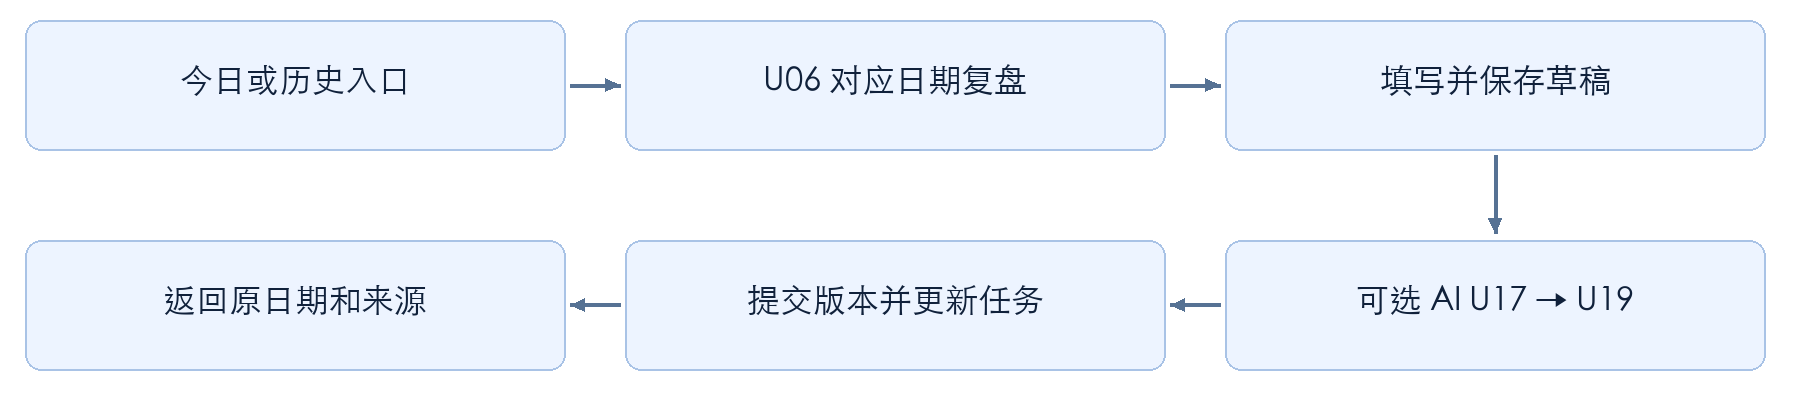 今日或历史入口
U06 对应日期复盘
填写并保存草稿
可选 AI U17 → U19
提交版本并更新任务
返回原日期和来源